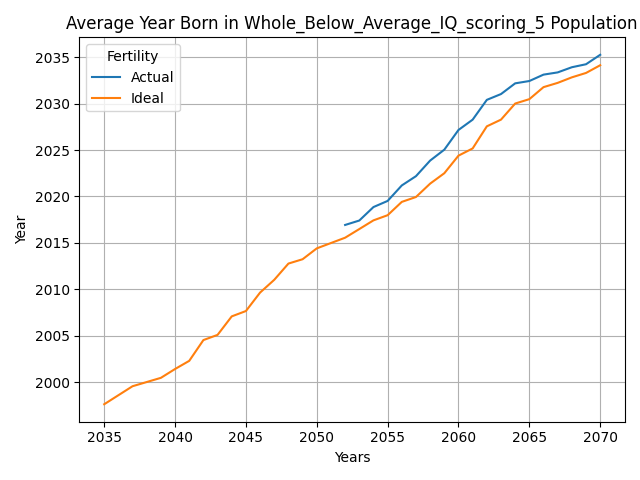 Average Year Born in Whole_Below_Average_IQ_scoring_5 Population
Fertility
Actual
Ideal
2035
2030
2025
2020
2015
2010
2005
2000
Year
2035 2040 2045 2050 2055 2060 2065 2070
Years